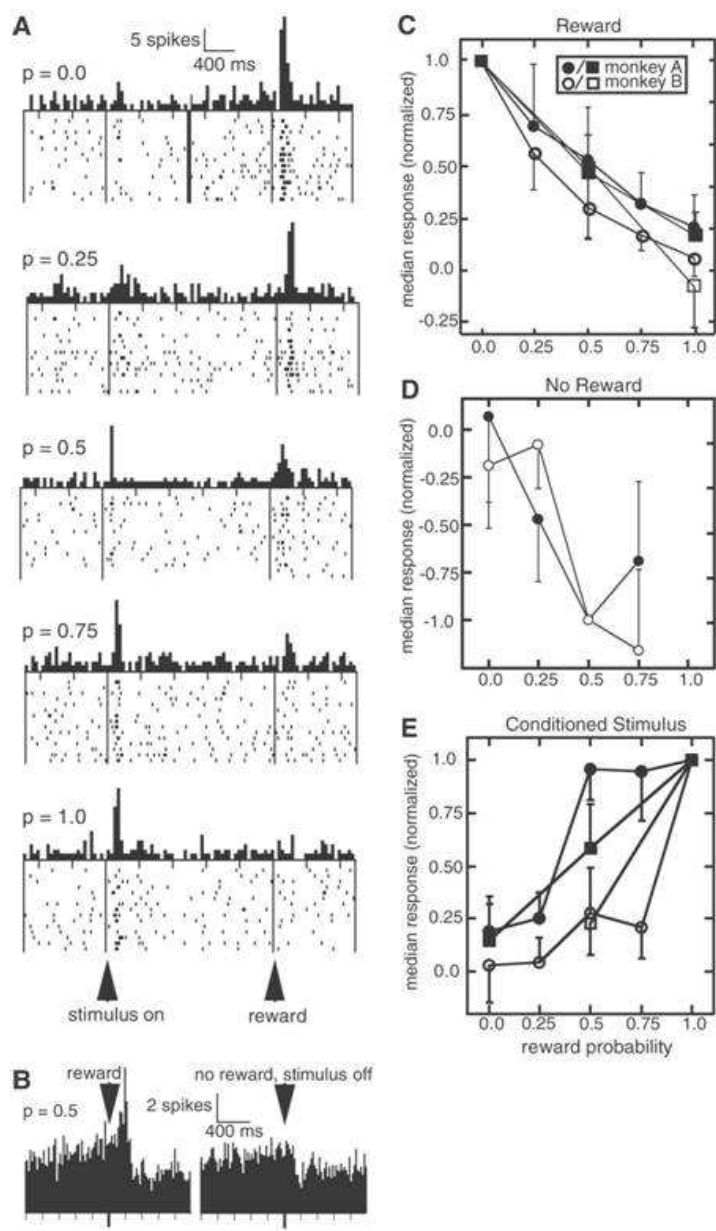 A
5 spikes
400 ms
p = 0.0
p = 0.25
p = 0.5
p = 0.75
p = 1.0
stimulus on
reward
B
reward
no reward, stimulus off
p = 0.5
2 spikes
400 ms
C
Reward
●/■ monkey A
○/□ monkey B
median response (normalized)
1.0
0.75
0.50
0.25
0.0
-0.25
0.0 0.25 0.5 0.75 1.0
D
No Reward
median response (normalized)
0.0
-0.25
-0.50
-0.75
-1.0
0.0 0.25 0.5 0.75 1.0
E
Conditioned Stimulus
median response (normalized)
1.0
0.75
0.50
0.25
0.0
0.0 0.25 0.5 0.75 1.0
reward probability